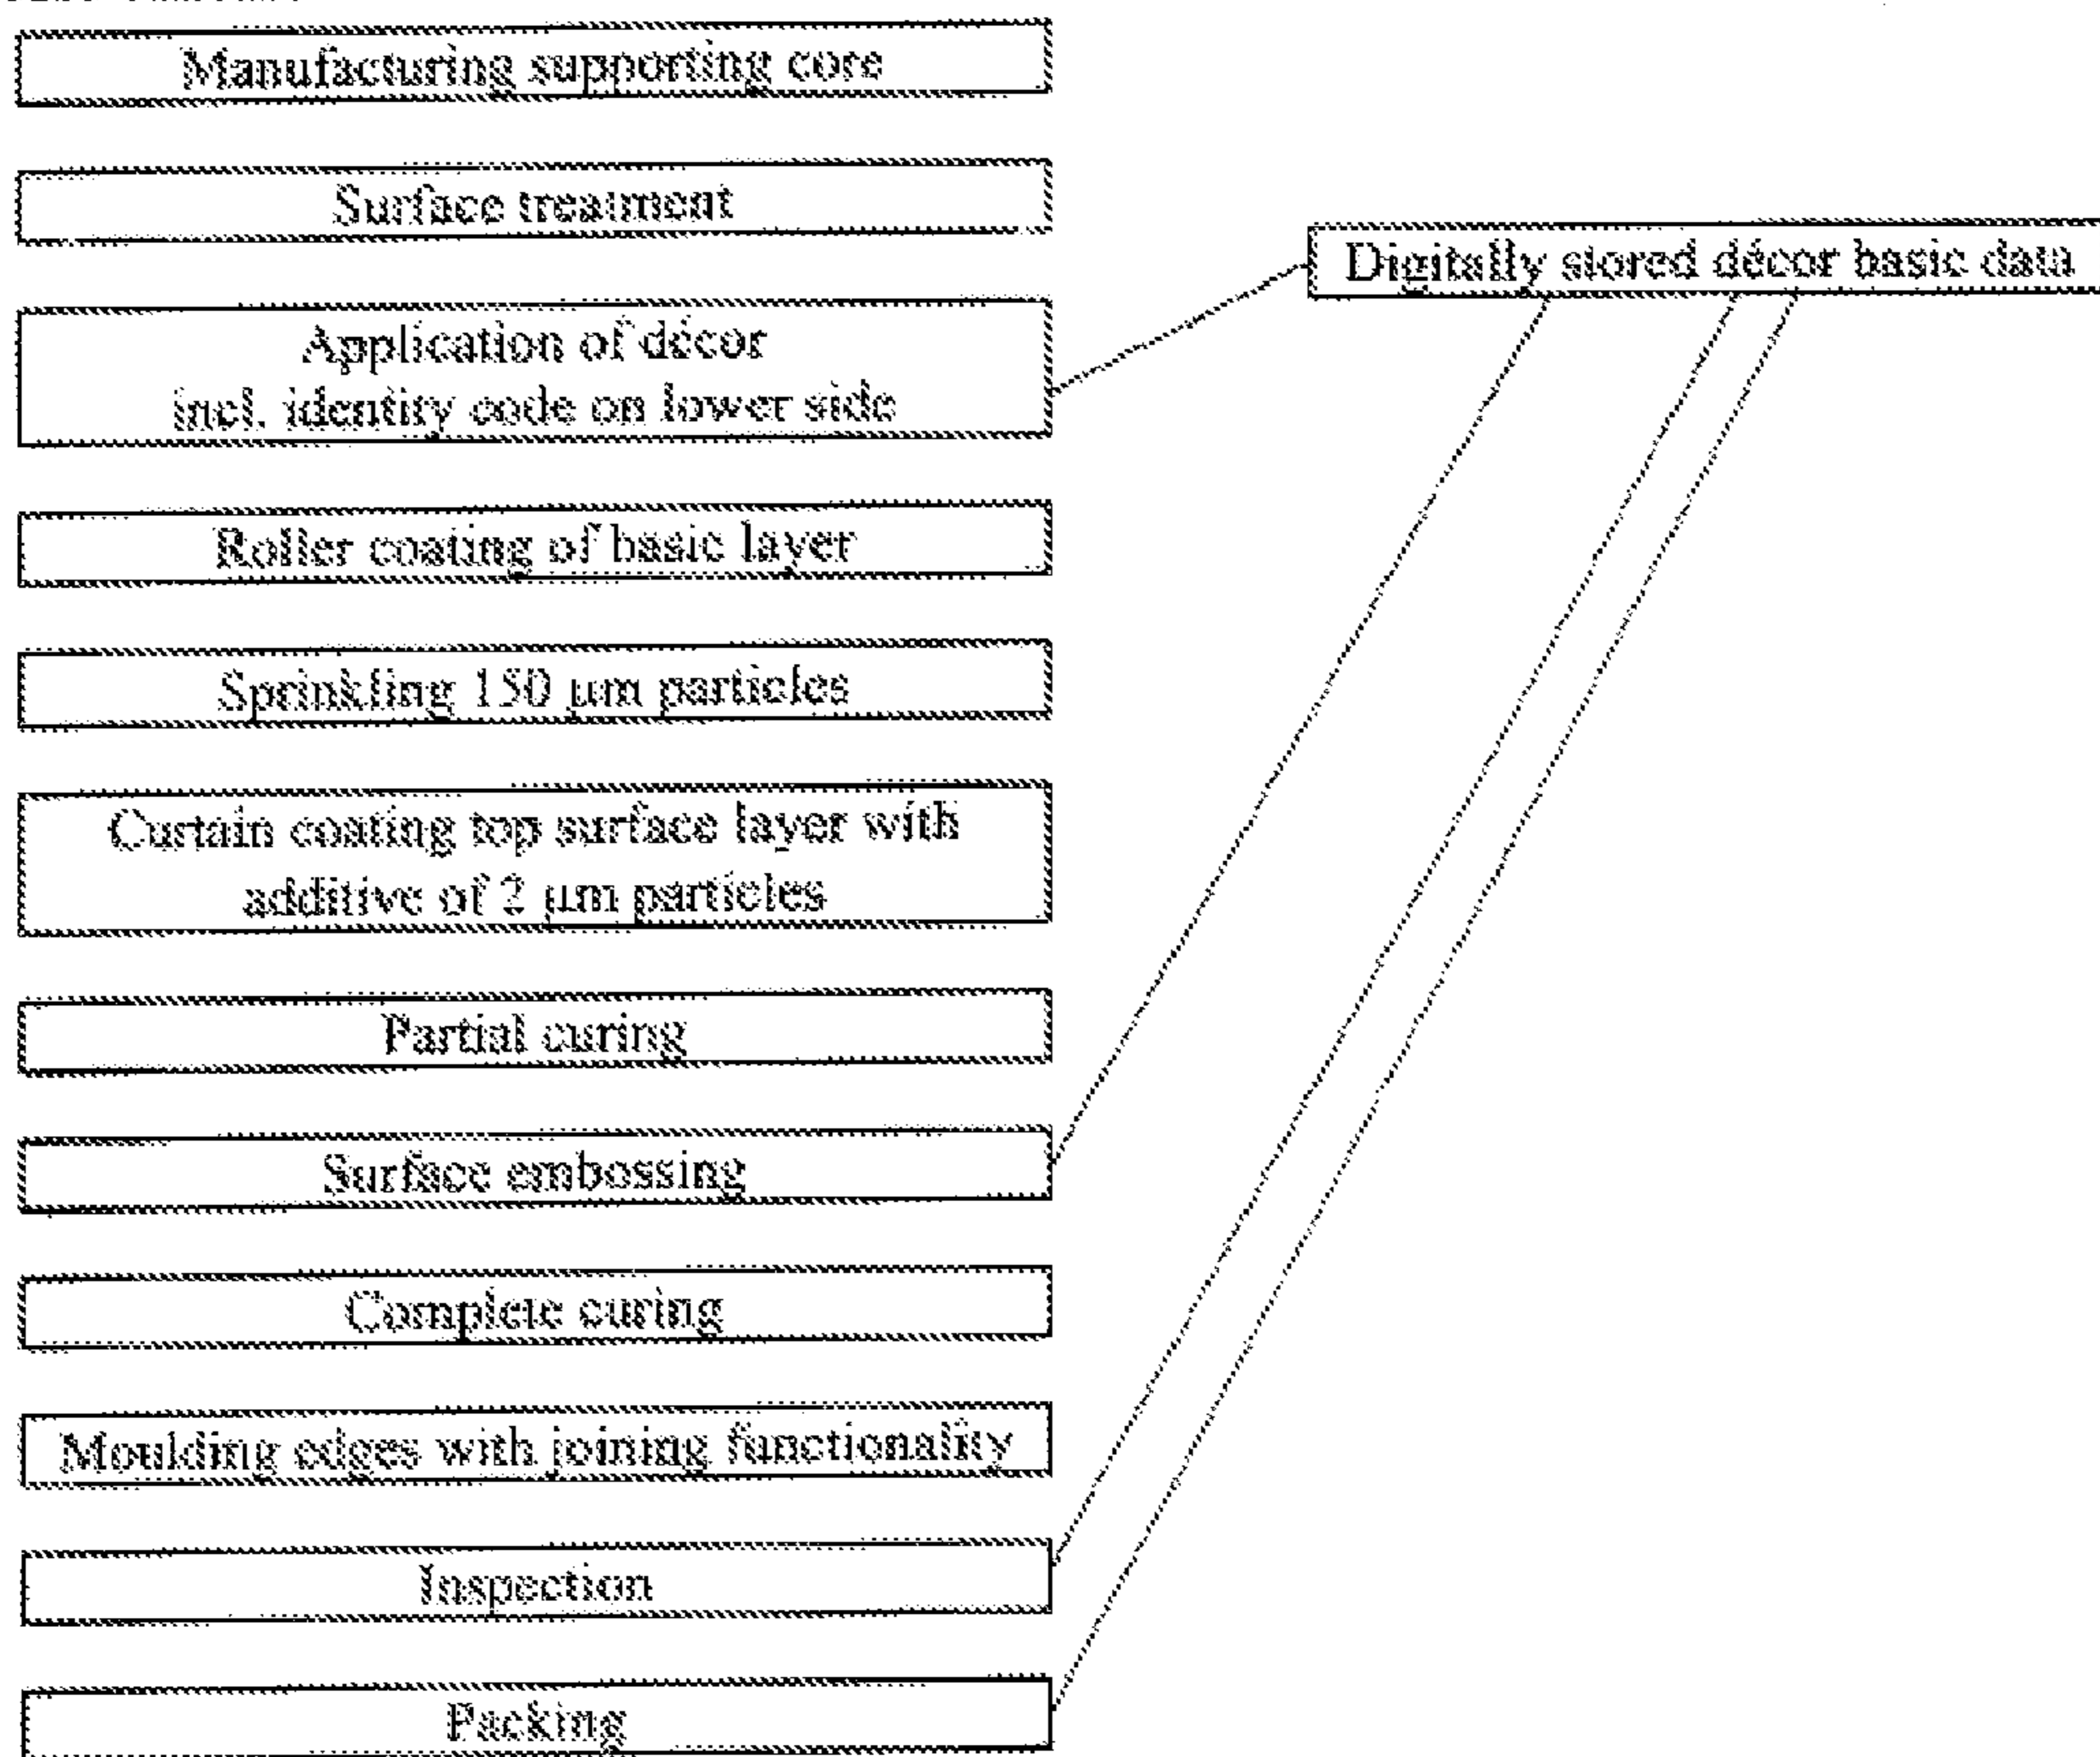 Manufacturing supporting core
Surface treatment
Digitally stored décor basic data
Application of décor
incl. identity code on lower side
Roller coating of basic layer
Sprinkling 150 µm particles
Curtain coating top surface layer with
additive of 2 µm particles
Partial curing
Surface embossing
Complete curing
Moulding edges with joining functionality
Inspection
Packing